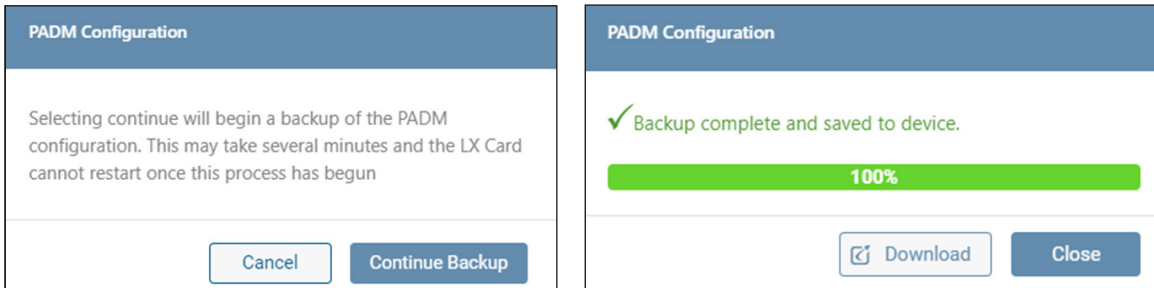 PADM Configuration
Selecting continue will begin a backup of the PADM
configuration. This may take several minutes and the LX Card
cannot restart once this process has begun
Cancel
Continue Backup
PADM Configuration
Backup complete and saved to device.
100%
Download
Close